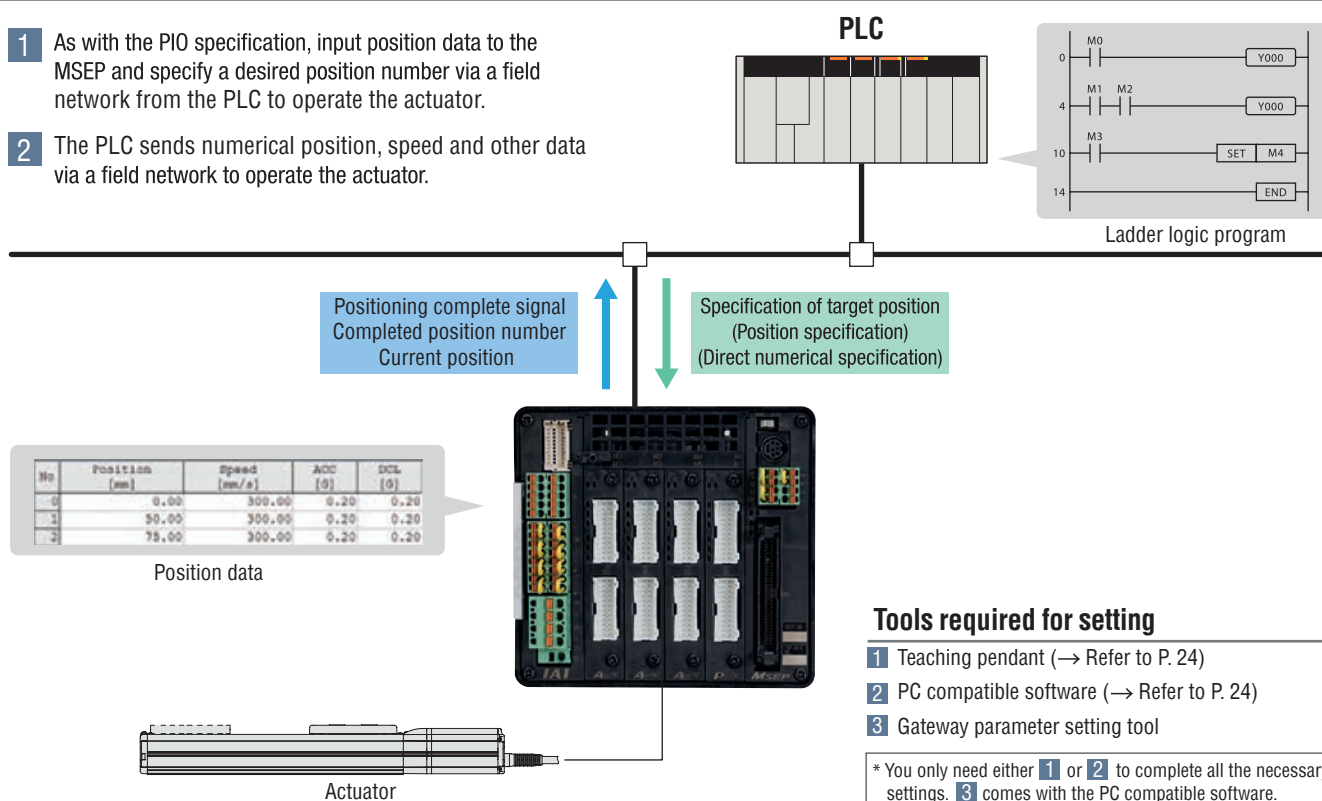 1 As with the PIO specification, input position data to the
MSEP and specify a desired position number via a field
network from the PLC to operate the actuator.
2 The PLC sends numerical position, speed and other data
via a field network to operate the actuator.
PLC
M0
0 Y000
M1 M2
4 Y000
M3
10 SET M4
14 END
Ladder logic program
Positioning complete signal
Completed position number
Current position
Specification of target position
(Position specification)
(Direct numerical specification)
No Position [mm] Speed [mm/s] ACC [G] DCL [G]
0 0.00 300.00 0.20 0.20
1 50.00 300.00 0.20 0.20
2 75.00 300.00 0.20 0.20
Position data
IAI A A A P MSEP
Actuator
Tools required for setting
1 Teaching pendant (→ Refer to P. 24)
2 PC compatible software (→ Refer to P. 24)
3 Gateway parameter setting tool
* You only need either 1 or 2 to complete all the necessary
settings. 3 comes with the PC compatible software.